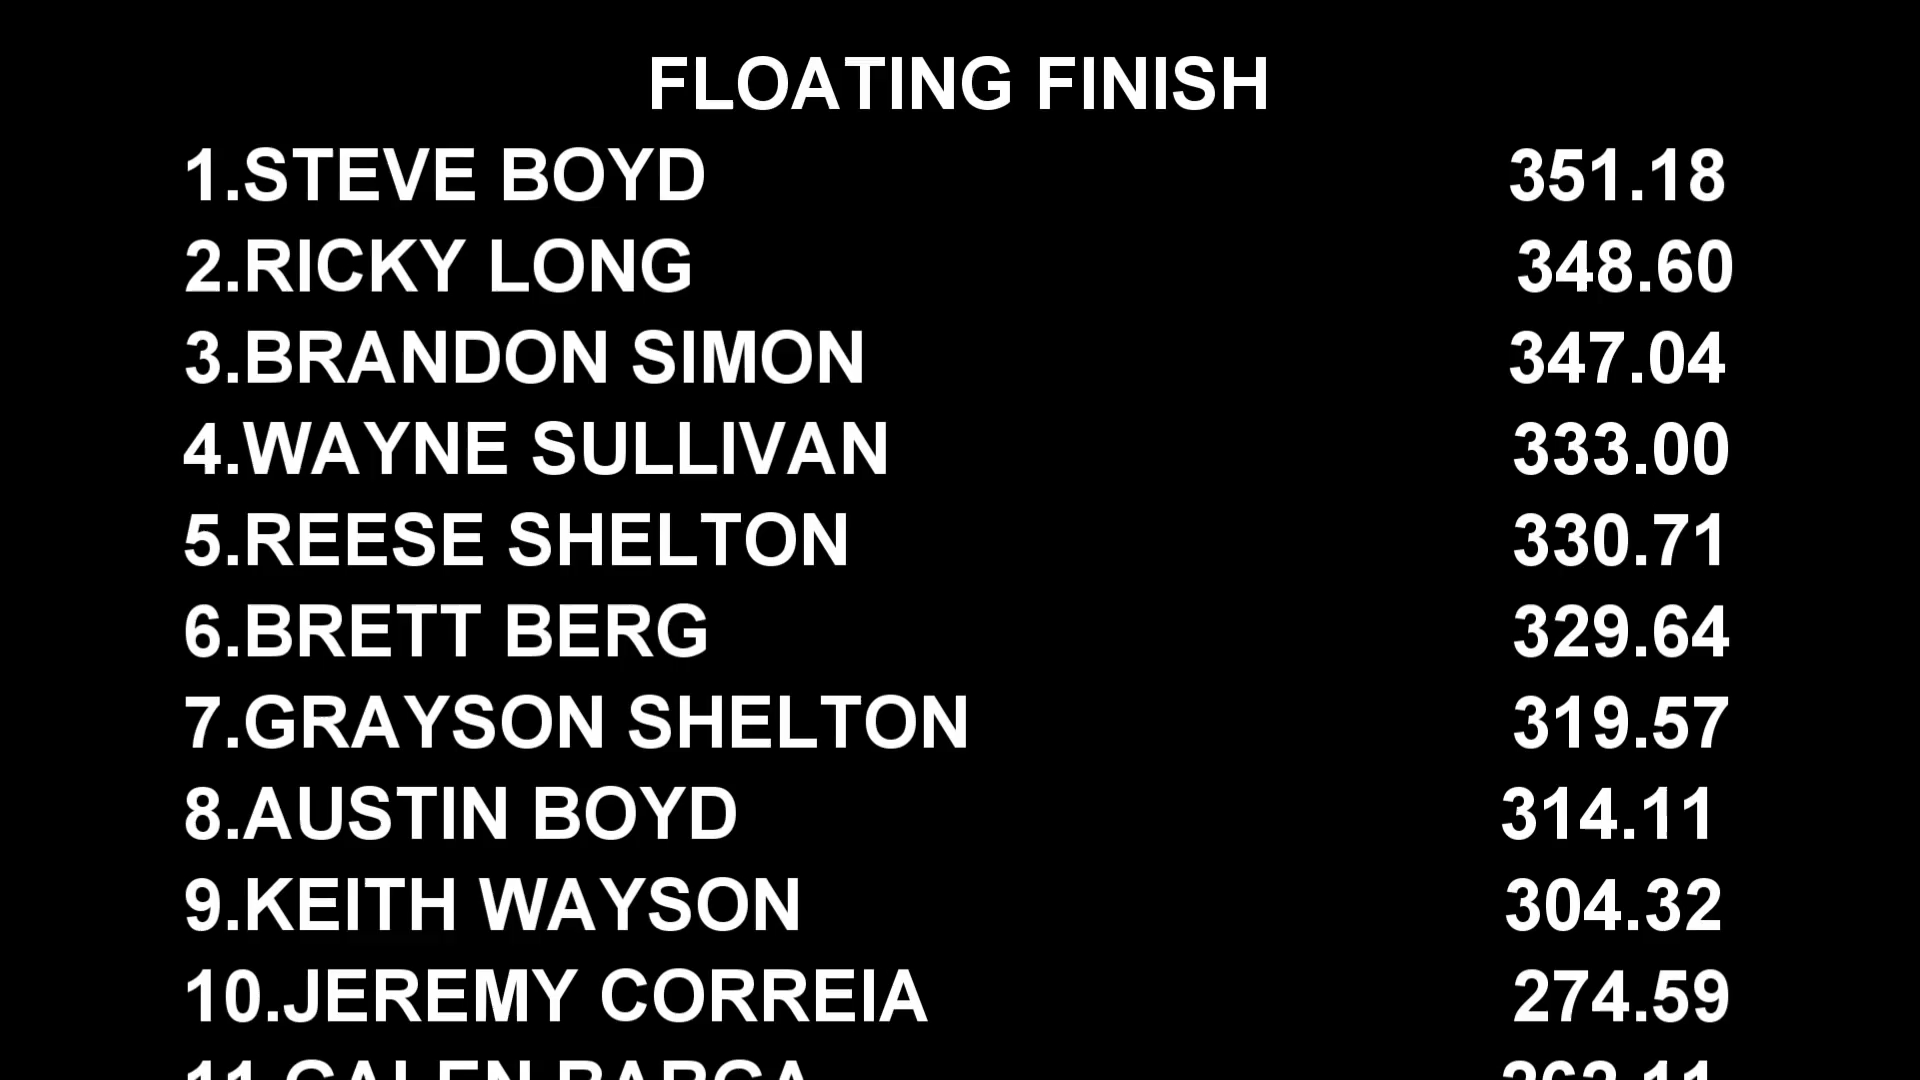 FLOATING FINISH
1.STEVE BOYD 351.18
2.RICKY LONG 348.60
3.BRANDON SIMON 347.04
4.WAYNE SULLIVAN 333.00
5.REESE SHELTON 330.71
6.BRETT BERG 329.64
7.GRAYSON SHELTON 319.57
8.AUSTIN BOYD 314.11
9.KEITH WAYSON 304.32
10.JEREMY CORREIA 274.59